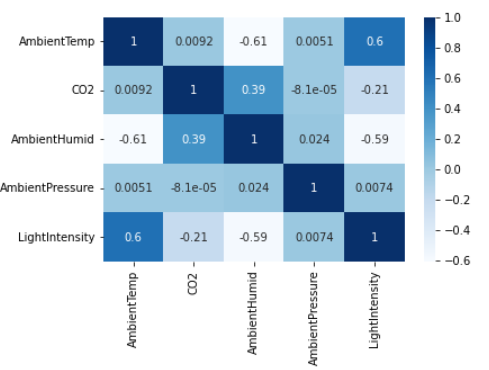 AmbientTemp 1 0.0092 -0.61 0.0051 0.6
CO2 0.0092 1 0.39 -8.1e-05 -0.21
AmbientHumid -0.61 0.39 1 0.024 -0.59
AmbientPressure 0.0051 -8.1e-05 0.024 1 0.0074
LightIntensity 0.6 -0.21 -0.59 0.0074 1
AmbientTemp
CO2
AmbientHumid
AmbientPressure
LightIntensity
1.0
0.8
0.6
0.4
0.2
0.0
-0.2
-0.4
-0.6